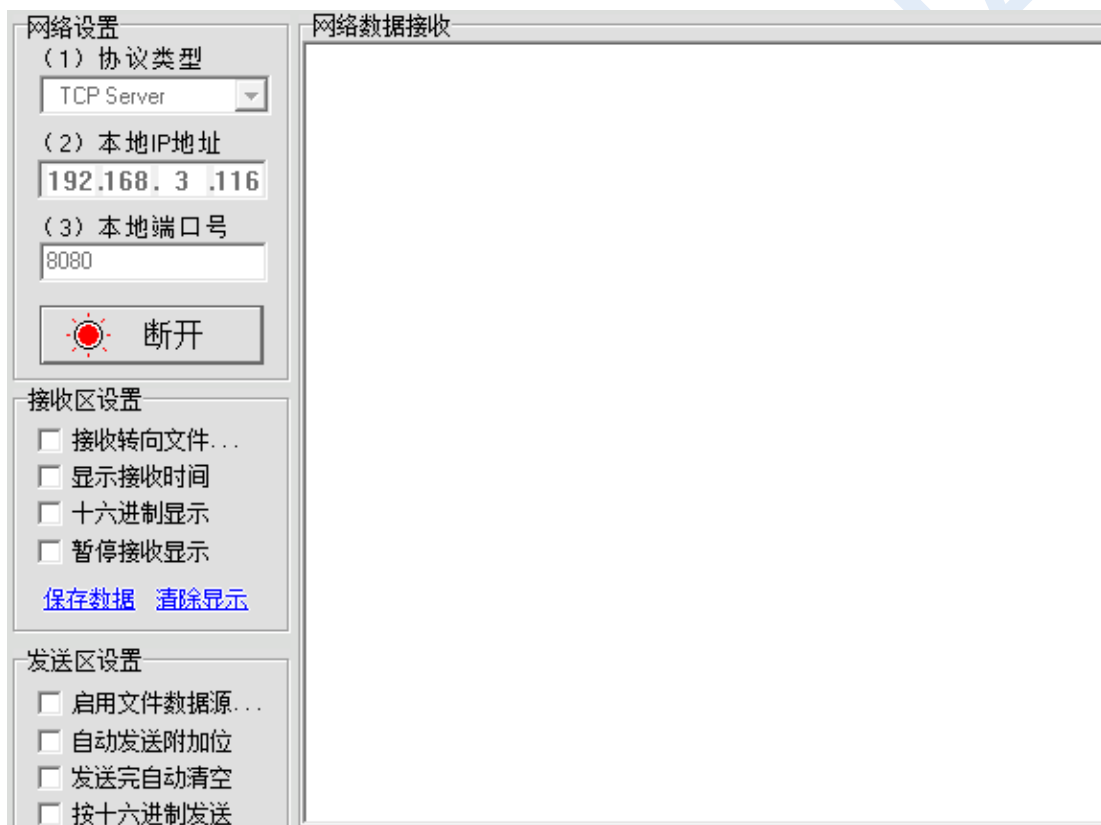 网络设置
（1）协议类型
TCP Server
（2）本地IP地址
192.168. 3 .116
（3）本地端口号
8080
断开
接收区设置
接收转向文件...
显示接收时间
十六进制显示
暂停接收显示
保存数据 清除显示
发送区设置
启用文件数据源...
自动发送附加位
发送完自动清空
按十六进制发送
网络数据接收